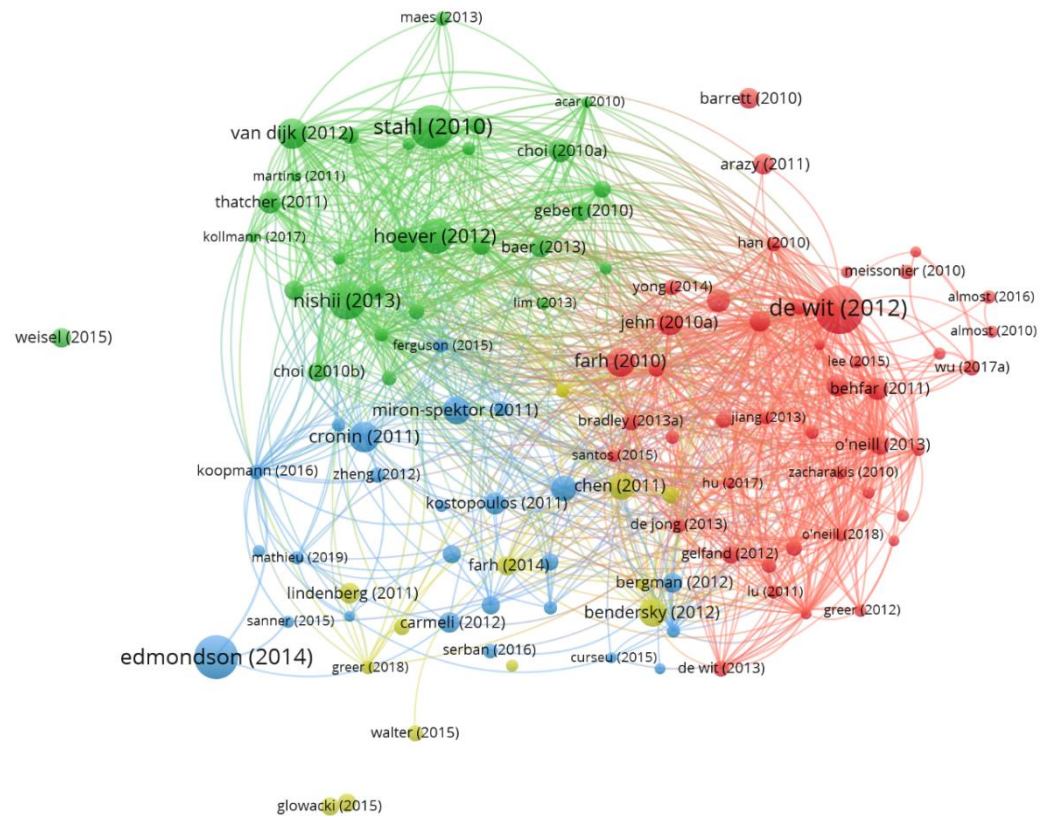 maes (2013)
barrett (2010)
acar (2010)
stahl (2010)
van dijk (2012)
choi (2010a)
arazy (2011)
martins (2011)
thatcher (2011)
gebert (2010)
kollmann (2017)
hoever (2012)
baer (2013)
han (2010)
meissonier (2010)
yong (2014)
almost (2016)
nishii (2013)
lim (2013)
de wit (2012)
jehn (2010a)
almost (2010)
weisel (2015)
ferguson (2015)
farh (2010)
lee (2015)
wu (2017a)
choi (2010b)
behfar (2011)
miron-spektor (2011)
bradley (2013a)
jiang (2013)
cronin (2011)
o'neill (2013)
santos (2015)
koopmann (2016)
zheng (2012)
zacharakis (2010)
chen (2011)
hu (2017)
kostopoulos (2011)
de jong (2013)
o'neill (2018)
mathieu (2019)
gelfand (2012)
farh (2014)
bergman (2012)
lindenberg (2011)
lu (2011)
bendersky (2012)
greer (2012)
sanner (2015)
carmeli (2012)
serban (2016)
edmondson (2014)
curseu (2015)
greer (2018)
de wit (2013)
walter (2015)
glowacki (2015)